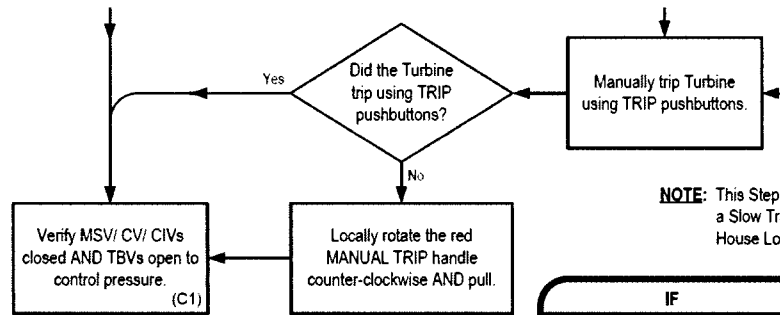 Yes
Did the Turbine
trip using TRIP
pushbuttons?
Manually trip Turbine
using TRIP pushbuttons.
No
Verify MSV/ CV/ CIVs
closed AND TBVs open to
control pressure.
(C1)
Locally rotate the red
MANUAL TRIP handle
counter-clockwise AND pull.
NOTE: This Step
a Slow Tr
House Lo
IF